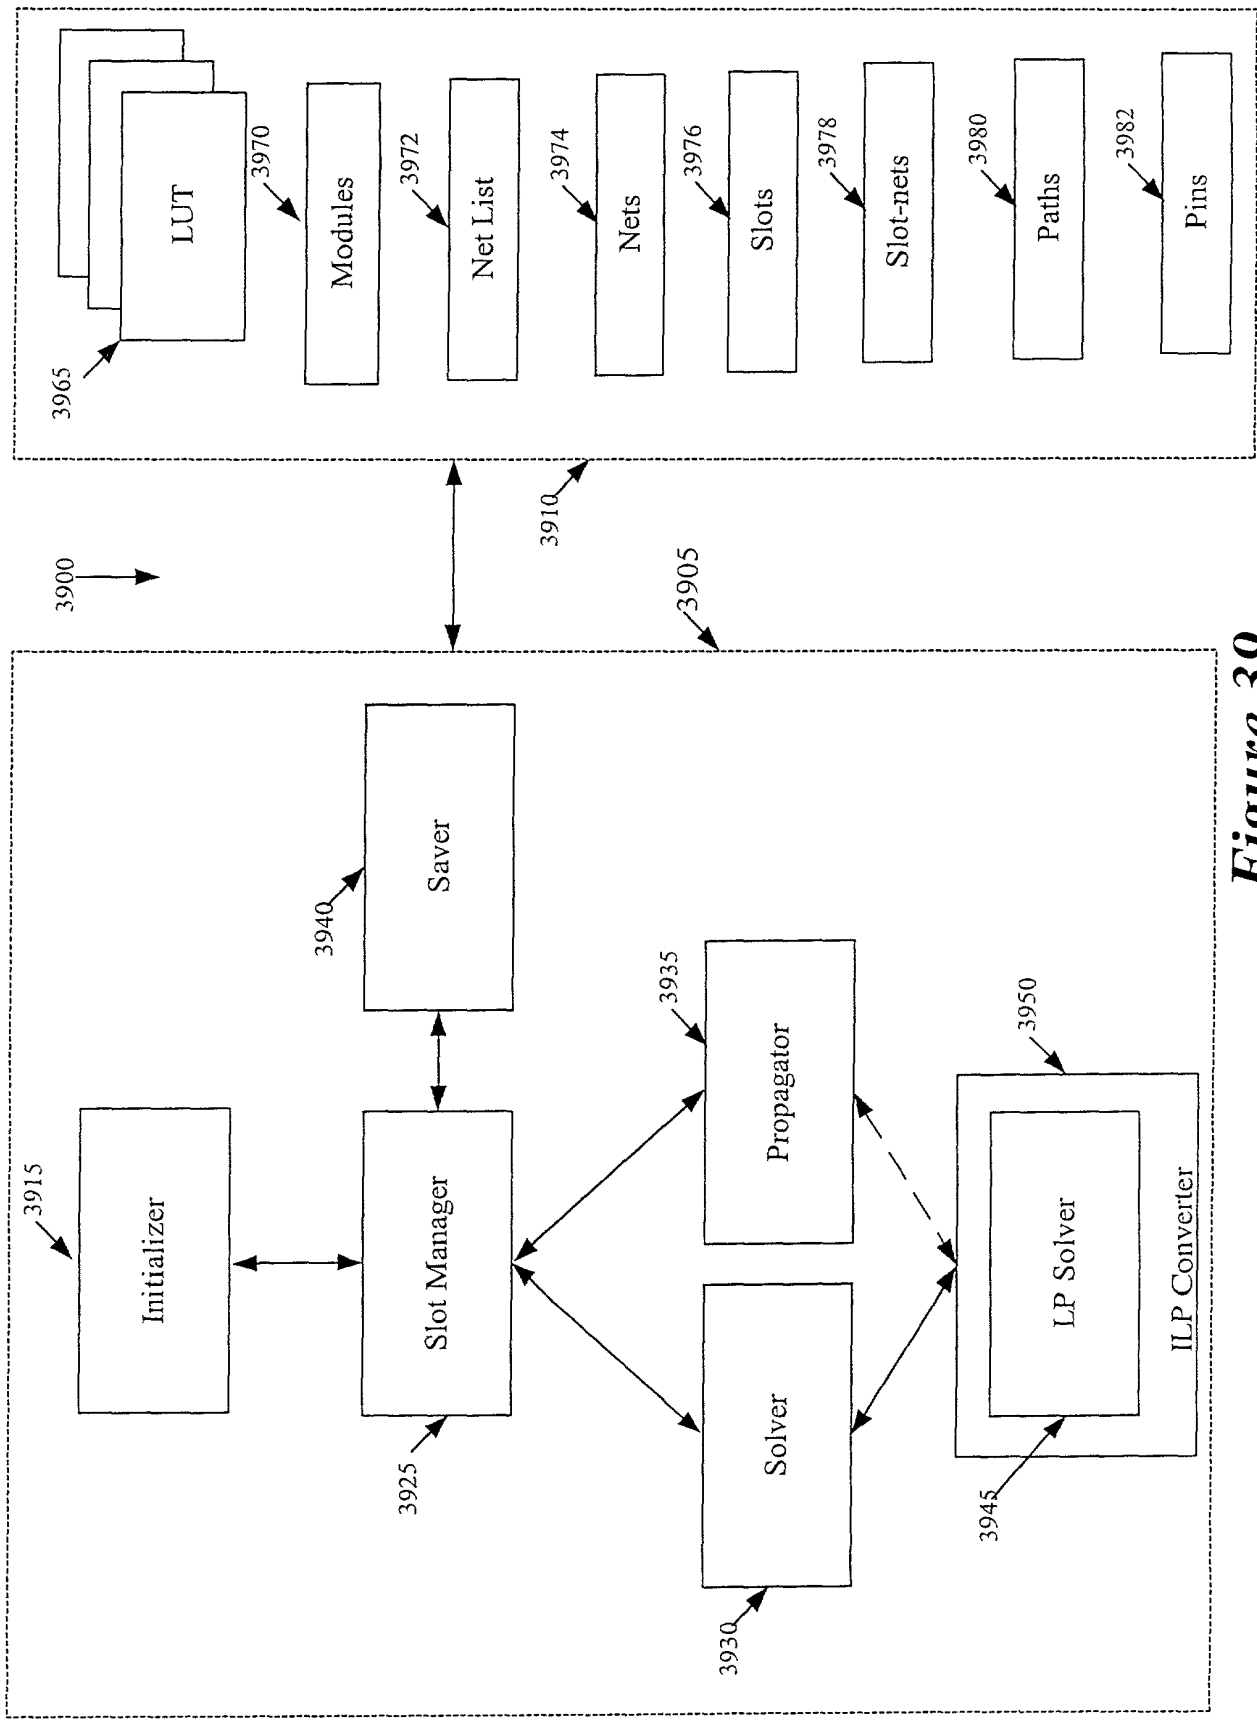 3900
3905
3915
Initializer
3925
Slot Manager
3940
Saver
3930
Solver
3935
Propagator
3945
LP Solver
3950
ILP Converter
3910
3965
LUT
3970
Modules
3972
Net List
3974
Nets
3976
Slots
3978
Slot-nets
3980
Paths
3982
Pins
Figure 39